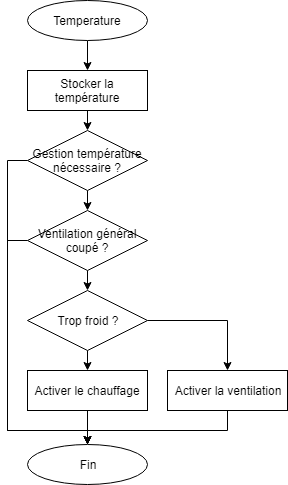 Temperature
Stocker la
température
Gestion température
nécessaire ?
Ventilation général
coupé ?
Trop froid ?
Activer le chauffage
Activer la ventilation
Fin